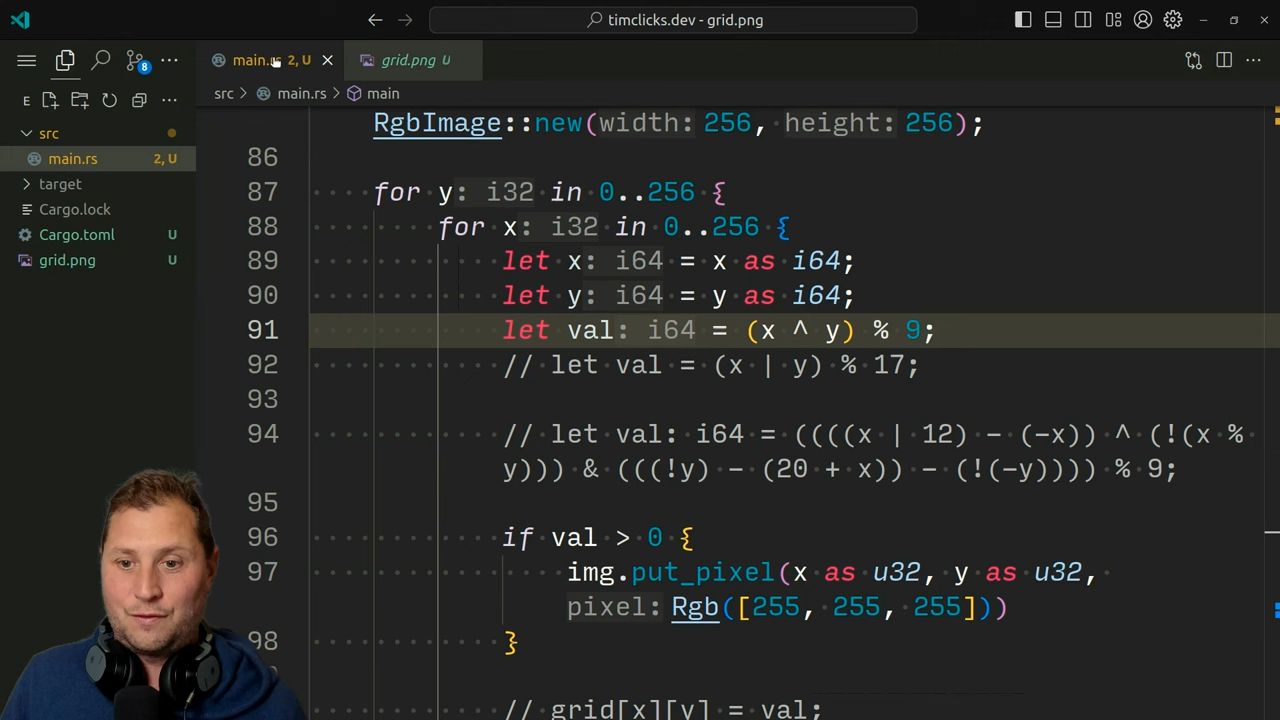 timclicks.dev - grid.png
main.rs 2, U
grid.png U
8
src > main.rs > main
E
src
main.rs 2, U
target
Cargo.lock
Cargo.toml U
grid.png U
RgbImage::new(width: 256, height: 256);
86
87 for y: i32 in 0..256 {
88 for x: i32 in 0..256 {
89 let x: i64 = x as i64;
90 let y: i64 = y as i64;
91 let val: i64 = (x ^ y) % 9;
92 // let val = (x | y) % 17;
93
94 // let val: i64 = ((((x | 12) - (-x)) ^ (!(x %
y))) & (((!y) - (20 + x)) - (!(-y)))) % 9;
95
96 if val > 0 {
97 img.put_pixel(x as u32, y as u32,
pixel: Rgb([255, 255, 255]))
98 }
// grid[x][y] = val;